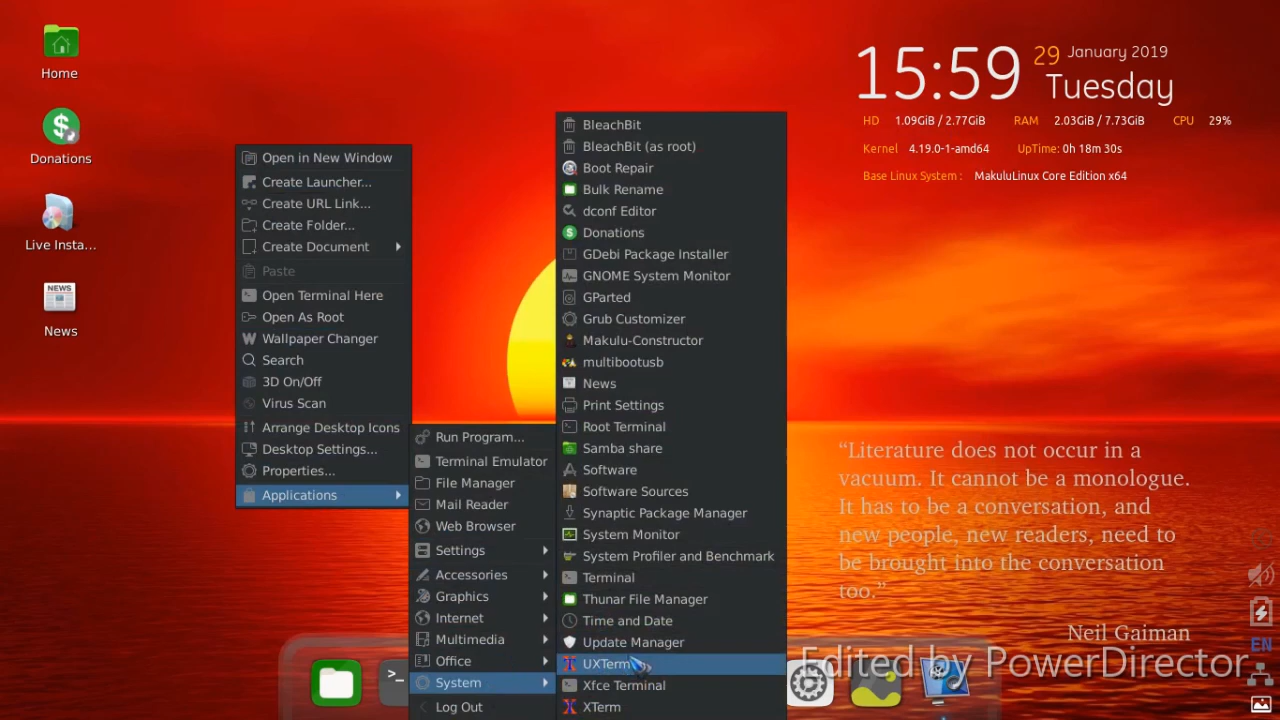 Home
Donations
Live Insta...
News
Open in New Window
Create Launcher...
Create URL Link...
Create Folder...
Create Document
Paste
Open Terminal Here
Open As Root
Wallpaper Changer
Search
3D On/Off
Virus Scan
Arrange Desktop Icons
Desktop Settings...
Properties...
Applications
Run Program...
Terminal Emulator
File Manager
Mail Reader
Web Browser
Settings
Accessories
Graphics
Internet
Multimedia
Office
System
Log Out
BleachBit
BleachBit (as root)
Boot Repair
Bulk Rename
dconf Editor
Donations
GDebi Package Installer
GNOME System Monitor
GParted
Grub Customizer
Makulu-Constructor
multibootusb
News
Print Settings
Root Terminal
Samba share
Software
Software Sources
Synaptic Package Manager
System Monitor
System Profiler and Benchmark
Terminal
Thunar File Manager
Time and Date
Update Manager
UXTerm
Xfce Terminal
XTerm
15:59 29 January 2019
Tuesday
HD 1.09GiB / 2.77GiB RAM 2.03GiB / 7.73GiB CPU 29%
Kernel 4.19.0-1-amd64 UpTime: 0h 18m 30s
Base Linux System : MakuluLinux Core Edition x64
“Literature does not occur in a
vacuum. It cannot be a monologue.
It has to be a conversation, and
new people, new readers, need to
be brought into the conversation
too.”
Neil Gaiman
EN
Edited by PowerDirector